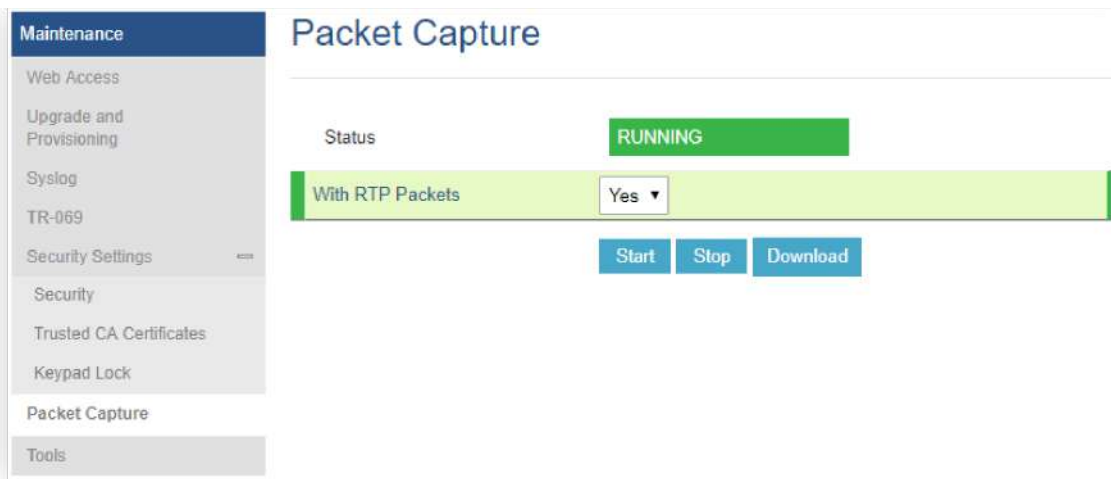 Maintenance
Web Access
Upgrade and
Provisioning
Syslog
TR-069
Security Settings
Security
Trusted CA Certificates
Keypad Lock
Packet Capture
Tools
Packet Capture
Status
RUNNING
With RTP Packets
Yes
Start
Stop
Download